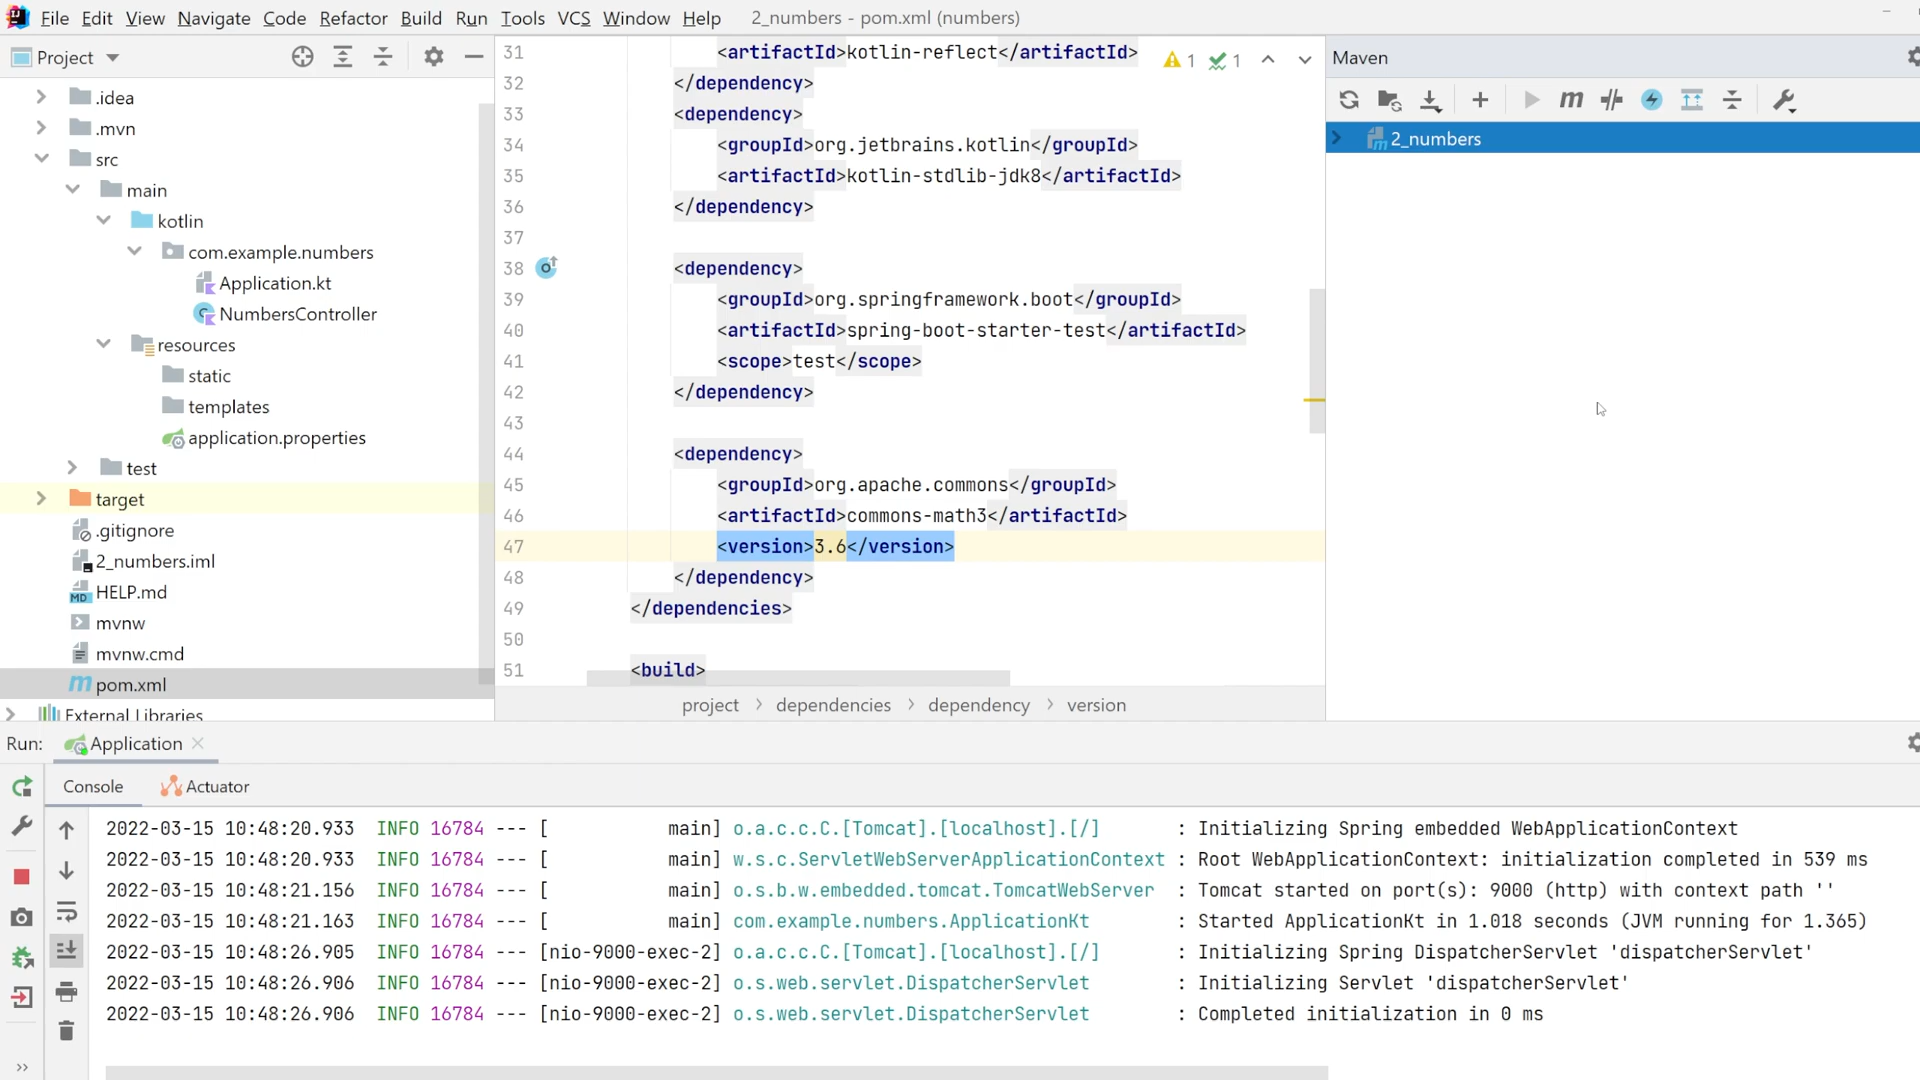 File Edit View Navigate Code Refactor Build Run Tools VCS Window Help 2_numbers - pom.xml (numbers)
Project
.idea
.mvn
src
main
kotlin
com.example.numbers
Application.kt
NumbersController
resources
static
templates
application.properties
test
target
.gitignore
2_numbers.iml
MD HELP.md
mvnw
mvnw.cmd
m pom.xml
External Libraries
31 <artifactId>kotlin-reflect</artifactId>
1 1
32 </dependency>
33 <dependency>
34 <groupId>org.jetbrains.kotlin</groupId>
35 <artifactId>kotlin-stdlib-jdk8</artifactId>
36 </dependency>
37
38 <dependency>
39 <groupId>org.springframework.boot</groupId>
40 <artifactId>spring-boot-starter-test</artifactId>
41 <scope>test</scope>
42 </dependency>
43
44 <dependency>
45 <groupId>org.apache.commons</groupId>
46 <artifactId>commons-math3</artifactId>
47 <version>3.6</version>
48 </dependency>
49 </dependencies>
50
51 <build>
project > dependencies > dependency > version
Maven
m
2_numbers
Run: Application
Console Actuator
2022-03-15 10:48:20.933 INFO 16784 --- [ main] o.a.c.c.C.[Tomcat].[localhost].[/] : Initializing Spring embedded WebApplicationContext
2022-03-15 10:48:20.933 INFO 16784 --- [ main] w.s.c.ServletWebServerApplicationContext : Root WebApplicationContext: initialization completed in 539 ms
2022-03-15 10:48:21.156 INFO 16784 --- [ main] o.s.b.w.embedded.tomcat.TomcatWebServer : Tomcat started on port(s): 9000 (http) with context path ''
2022-03-15 10:48:21.163 INFO 16784 --- [ main] com.example.numbers.ApplicationKt : Started ApplicationKt in 1.018 seconds (JVM running for 1.365)
2022-03-15 10:48:26.905 INFO 16784 --- [nio-9000-exec-2] o.a.c.c.C.[Tomcat].[localhost].[/] : Initializing Spring DispatcherServlet 'dispatcherServlet'
2022-03-15 10:48:26.906 INFO 16784 --- [nio-9000-exec-2] o.s.web.servlet.DispatcherServlet : Initializing Servlet 'dispatcherServlet'
2022-03-15 10:48:26.906 INFO 16784 --- [nio-9000-exec-2] o.s.web.servlet.DispatcherServlet : Completed initialization in 0 ms